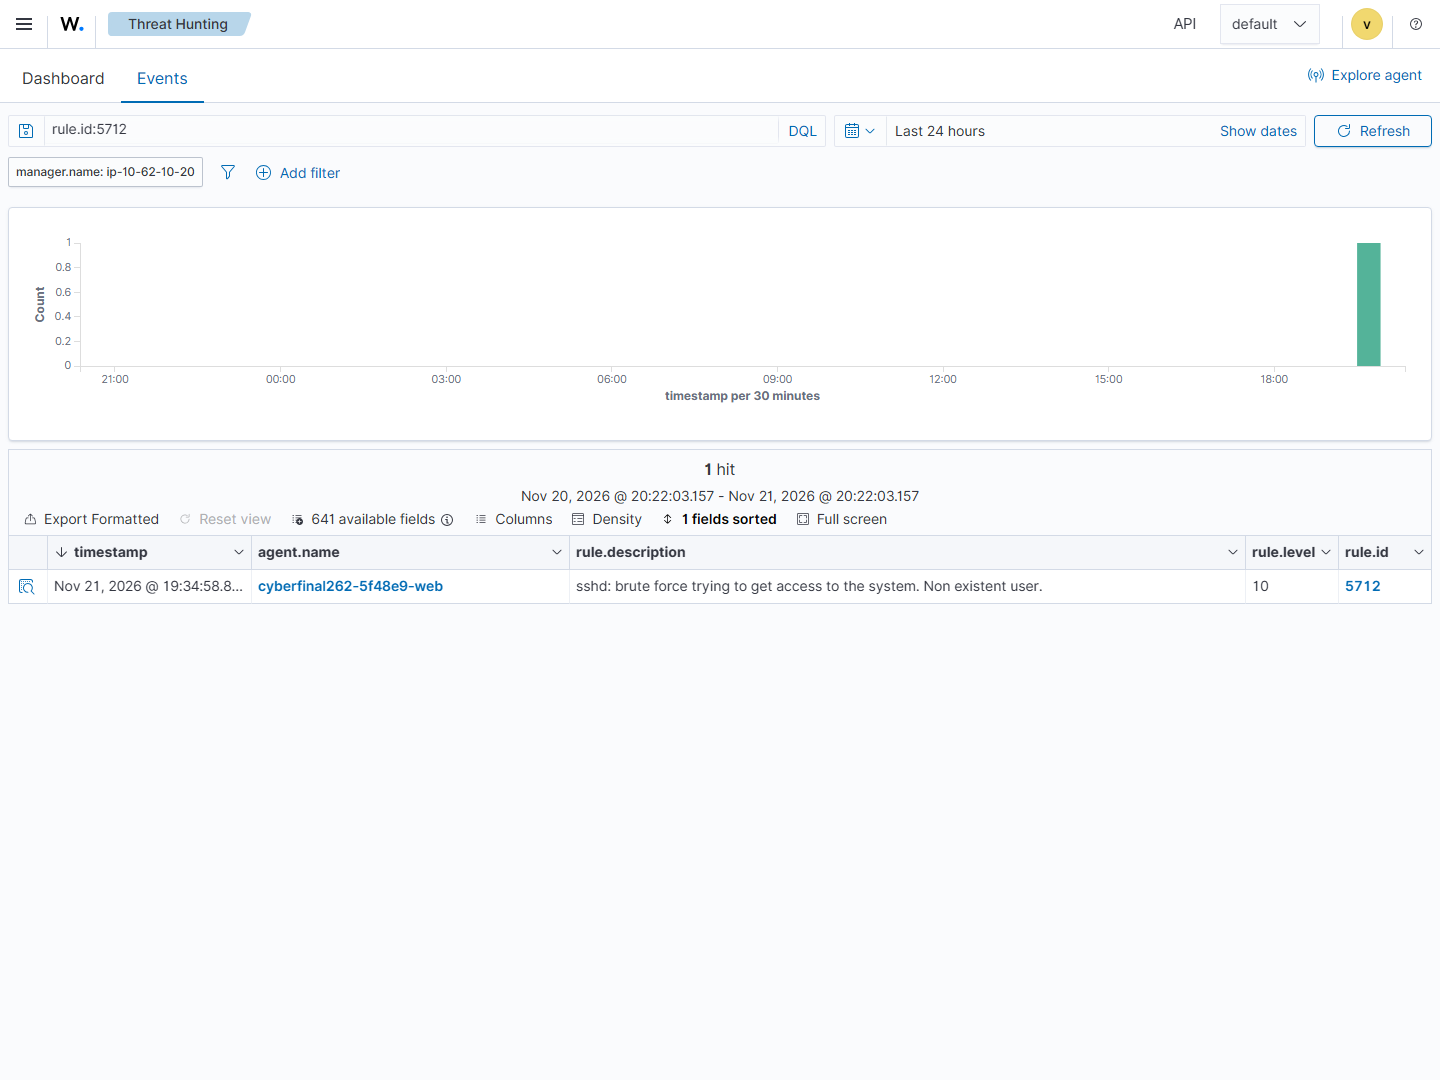 W.
Threat Hunting
API
default
v
Dashboard
Events
Explore agent
rule.id:5712
DQL
Last 24 hours
Show dates
Refresh
manager.name: ip-10-62-10-20
Add filter
Count
1
0.8
0.6
0.4
0.2
0
21:00
00:00
03:00
06:00
09:00
12:00
15:00
18:00
timestamp per 30 minutes
1 hit
Nov 20, 2026 @ 20:22:03.157 - Nov 21, 2026 @ 20:22:03.157
Export Formatted
Reset view
641 available fields
Columns
Density
1 fields sorted
Full screen
timestamp
agent.name
rule.description
rule.level
rule.id
Nov 21, 2026 @ 19:34:58.8...
cyberfinal262-5f48e9-web
sshd: brute force trying to get access to the system. Non existent user.
10
5712